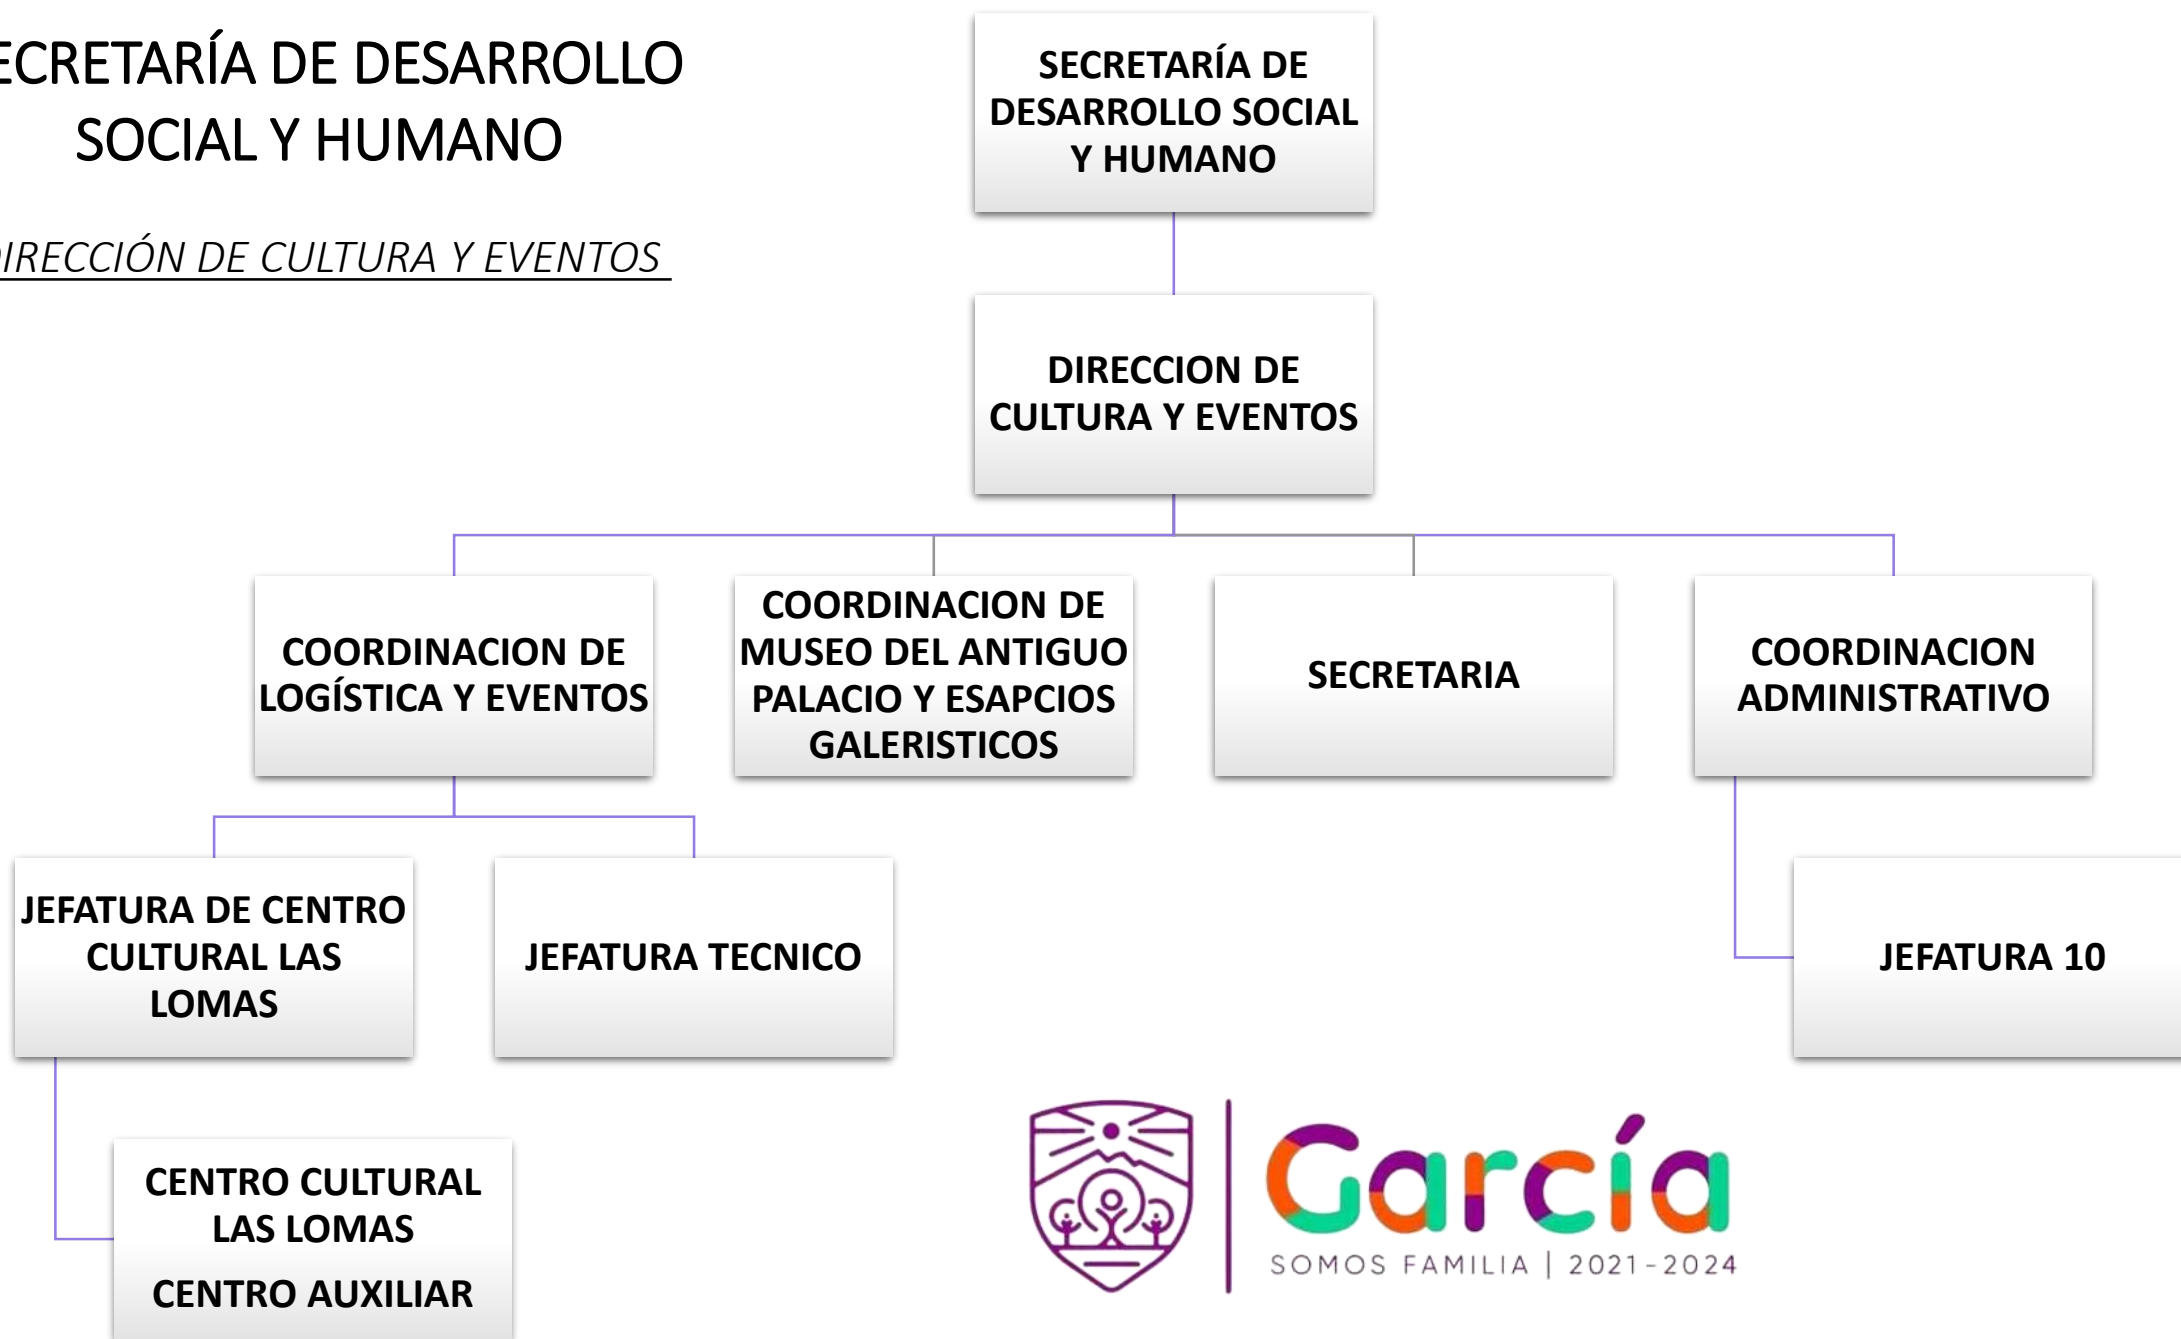 ECRETARÍA DE DESARROLLO
SOCIAL Y HUMANO
DIRECCIÓN DE CULTURA Y EVENTOS
SECRETARÍA DE
DESARROLLO SOCIAL
Y HUMANO
DIRECCION DE
CULTURA Y EVENTOS
COORDINACION DE
LOGÍSTICA Y EVENTOS
COORDINACION DE
MUSEO DEL ANTIGUO
PALACIO Y ESAPCIOS
GALERISTICOS
SECRETARIA
COORDINACION
ADMINISTRATIVO
JEFATURA DE CENTRO
CULTURAL LAS
LOMAS
JEFATURA TECNICO
JEFATURA 10
CENTRO CULTURAL
LAS LOMAS
CENTRO AUXILIAR
García
SOMOS FAMILIA | 2021-2024